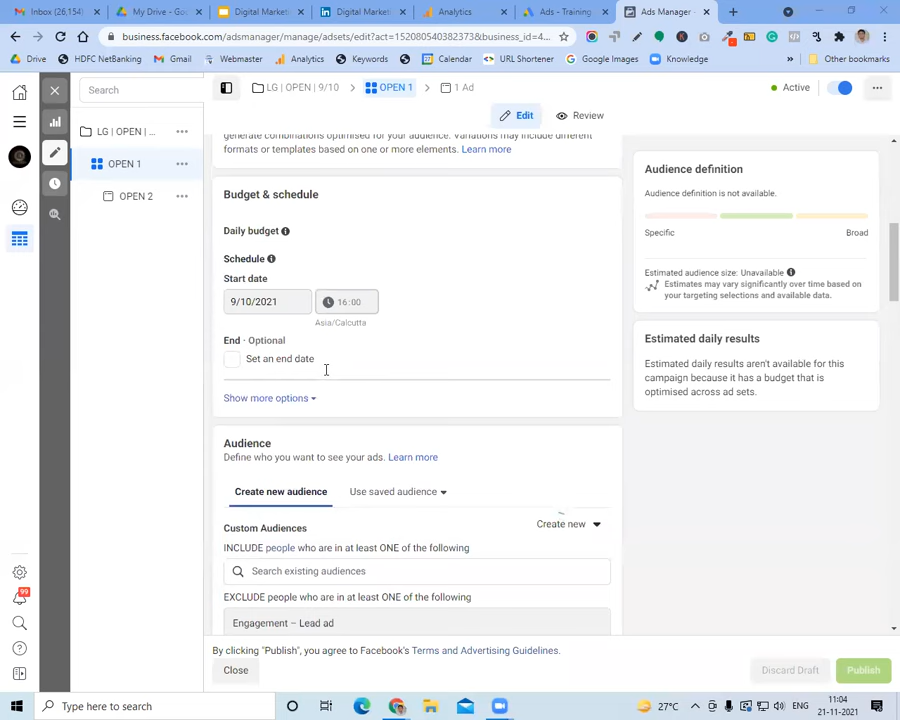 Inbox (26,154)
My Drive - Goo
Digital Marketi
Digital Market
Analytics
Ads - Training
Ads Manager
business.facebook.com/adsmanager/manage/adsets/edit?act=1520805403823737&business_id=4...
Drive
HDFC NetBanking
Gmail
Webmaster
Analytics
Keywords
Calendar
URL Shortener
Google Images
Knowledge
Other bookmarks
Search
LG | OPEN | 9/10
OPEN 1
1 Ad
Active
Edit
Review
LG | OPEN | ...
OPEN 1
OPEN 2
generate combinations optimised for your audience. Variations may include different
formats or templates based on one or more elements. Learn more
Budget & schedule
Daily budget
Schedule
Start date
9/10/2021
16:00
Asia/Calcutta
End · Optional
Set an end date
Show more options
Audience
Define who you want to see your ads. Learn more
Create new audience
Use saved audience
Custom Audiences
Create new
INCLUDE people who are in at least ONE of the following
Search existing audiences
EXCLUDE people who are in at least ONE of the following
Engagement – Lead ad
Audience definition
Audience definition is not available.
Specific
Broad
Estimated audience size: Unavailable
Estimates may vary significantly over time based on
your targeting selections and available data.
Estimated daily results
Estimated daily results aren't available for this
campaign because it has a budget that is
optimised across ad sets.
99
By clicking "Publish", you agree to Facebook's Terms and Advertising Guidelines.
Close
Discard Draft
Publish
Type here to search
27°C
ENG
11:04
21-11-2021